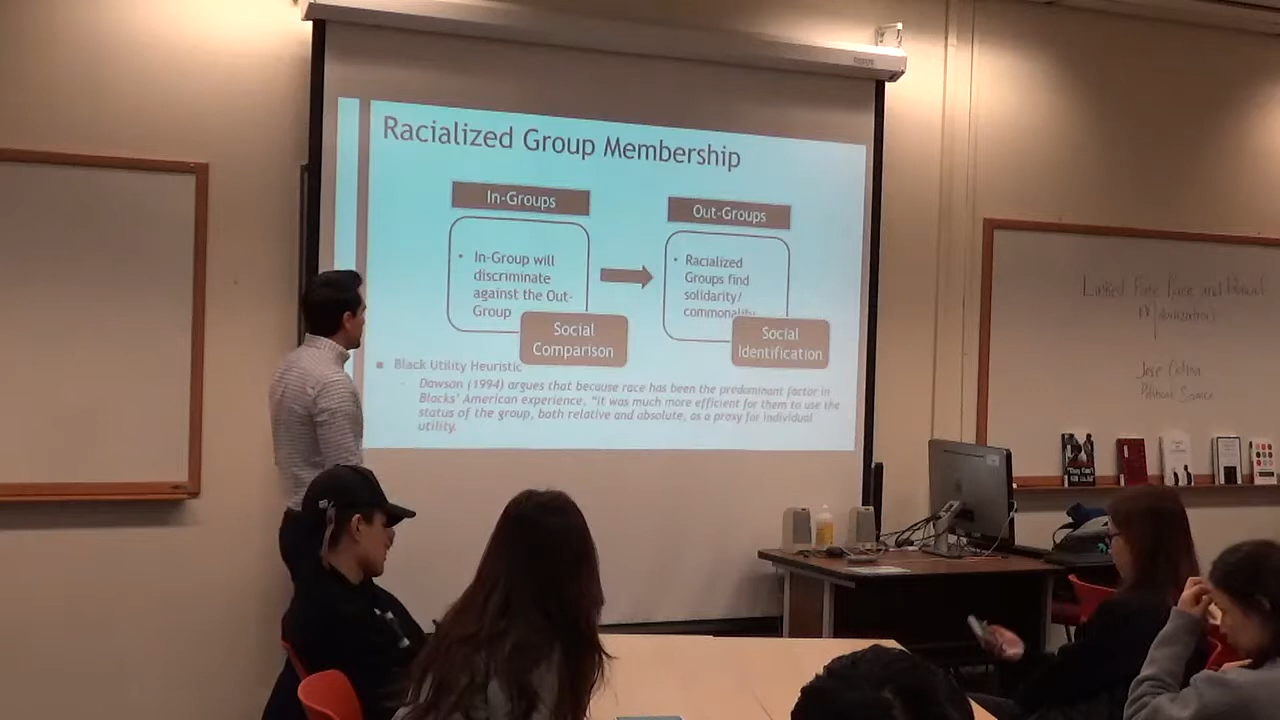 Racialized Group Membership
In-Groups
Out-Groups
• In-Group will
discriminate
against the Out-
Group
Social
Comparison
• Racialized
Groups find
solidarity/
commonality
Social
Identification
■ Black Utility Heuristic
Dawson (1994) argues that because race has been the predominant factor in
Blacks' American experience, "it was much more efficient for them to use the
status of the group, both relative and absolute, as a proxy for individual
utility.
Linked Fate Race and
Political Science